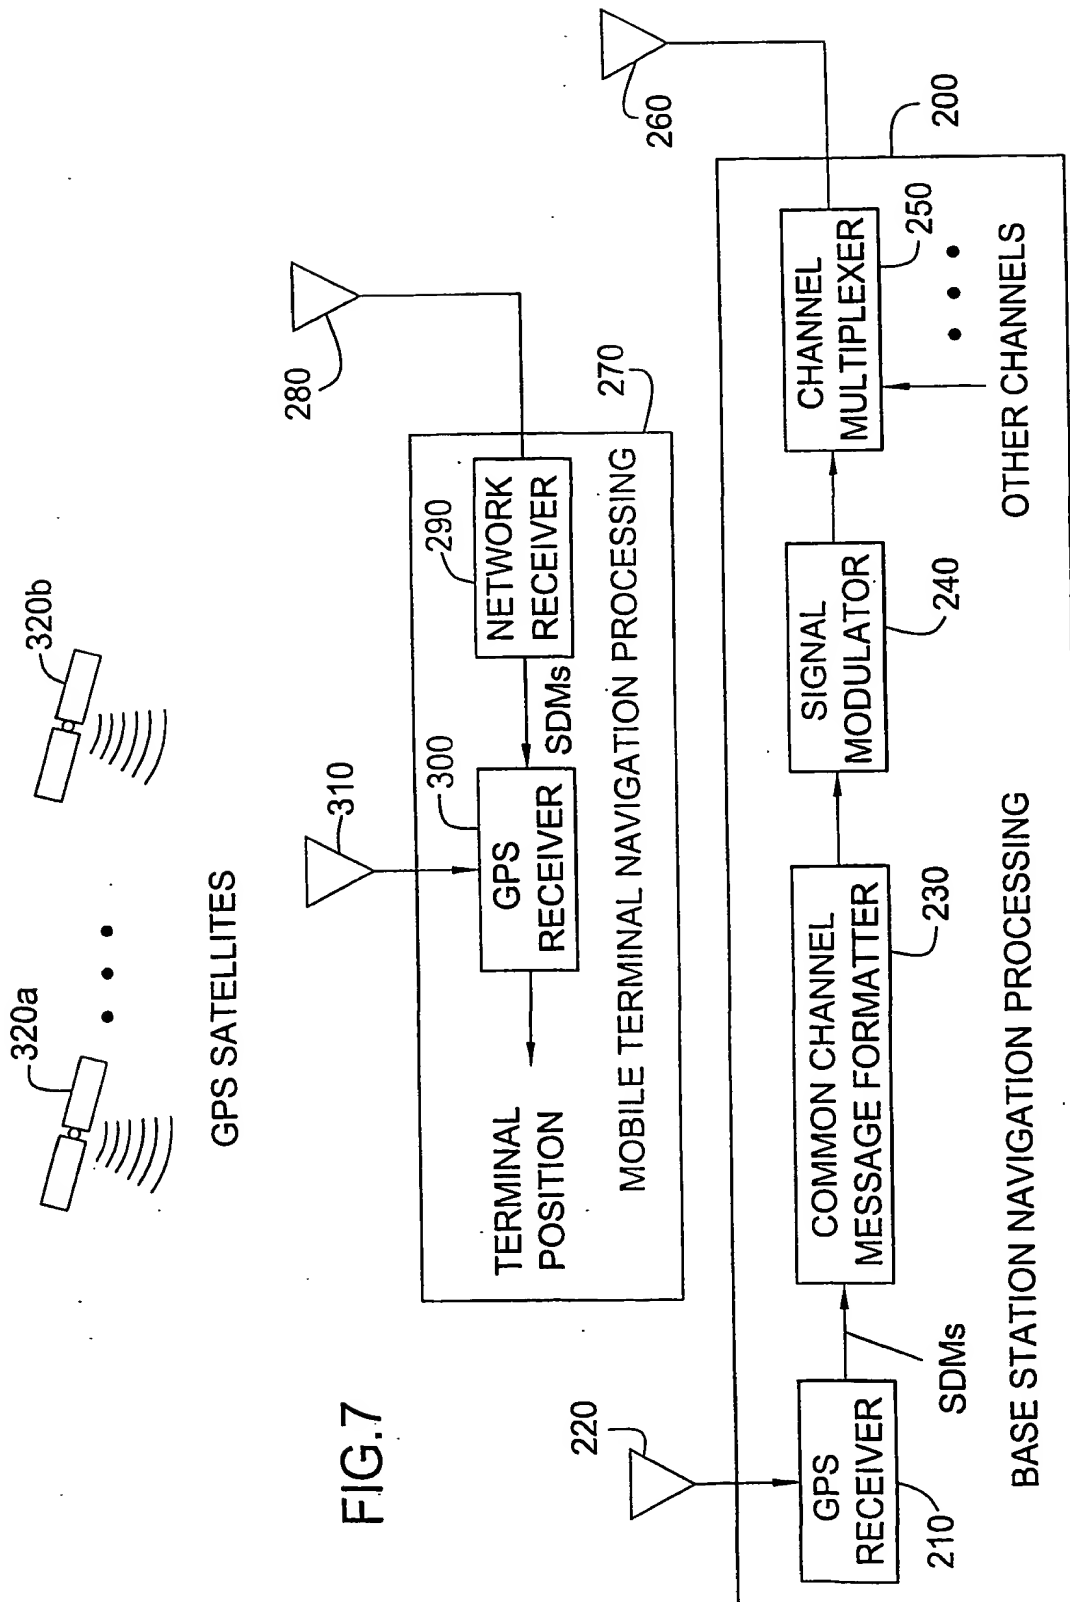 FIG.7
320a
320b
GPS SATELLITES
310
280
300
290
GPS
RECEIVER
NETWORK
RECEIVER
SDMs
TERMINAL
POSITION
MOBILE TERMINAL NAVIGATION PROCESSING
270
220
260
200
GPS
RECEIVER
210
SDMs
COMMON CHANNEL
MESSAGE FORMATTER
230
SIGNAL
MODULATOR
240
CHANNEL
MULTIPLEXER
250
OTHER CHANNELS
BASE STATION NAVIGATION PROCESSING